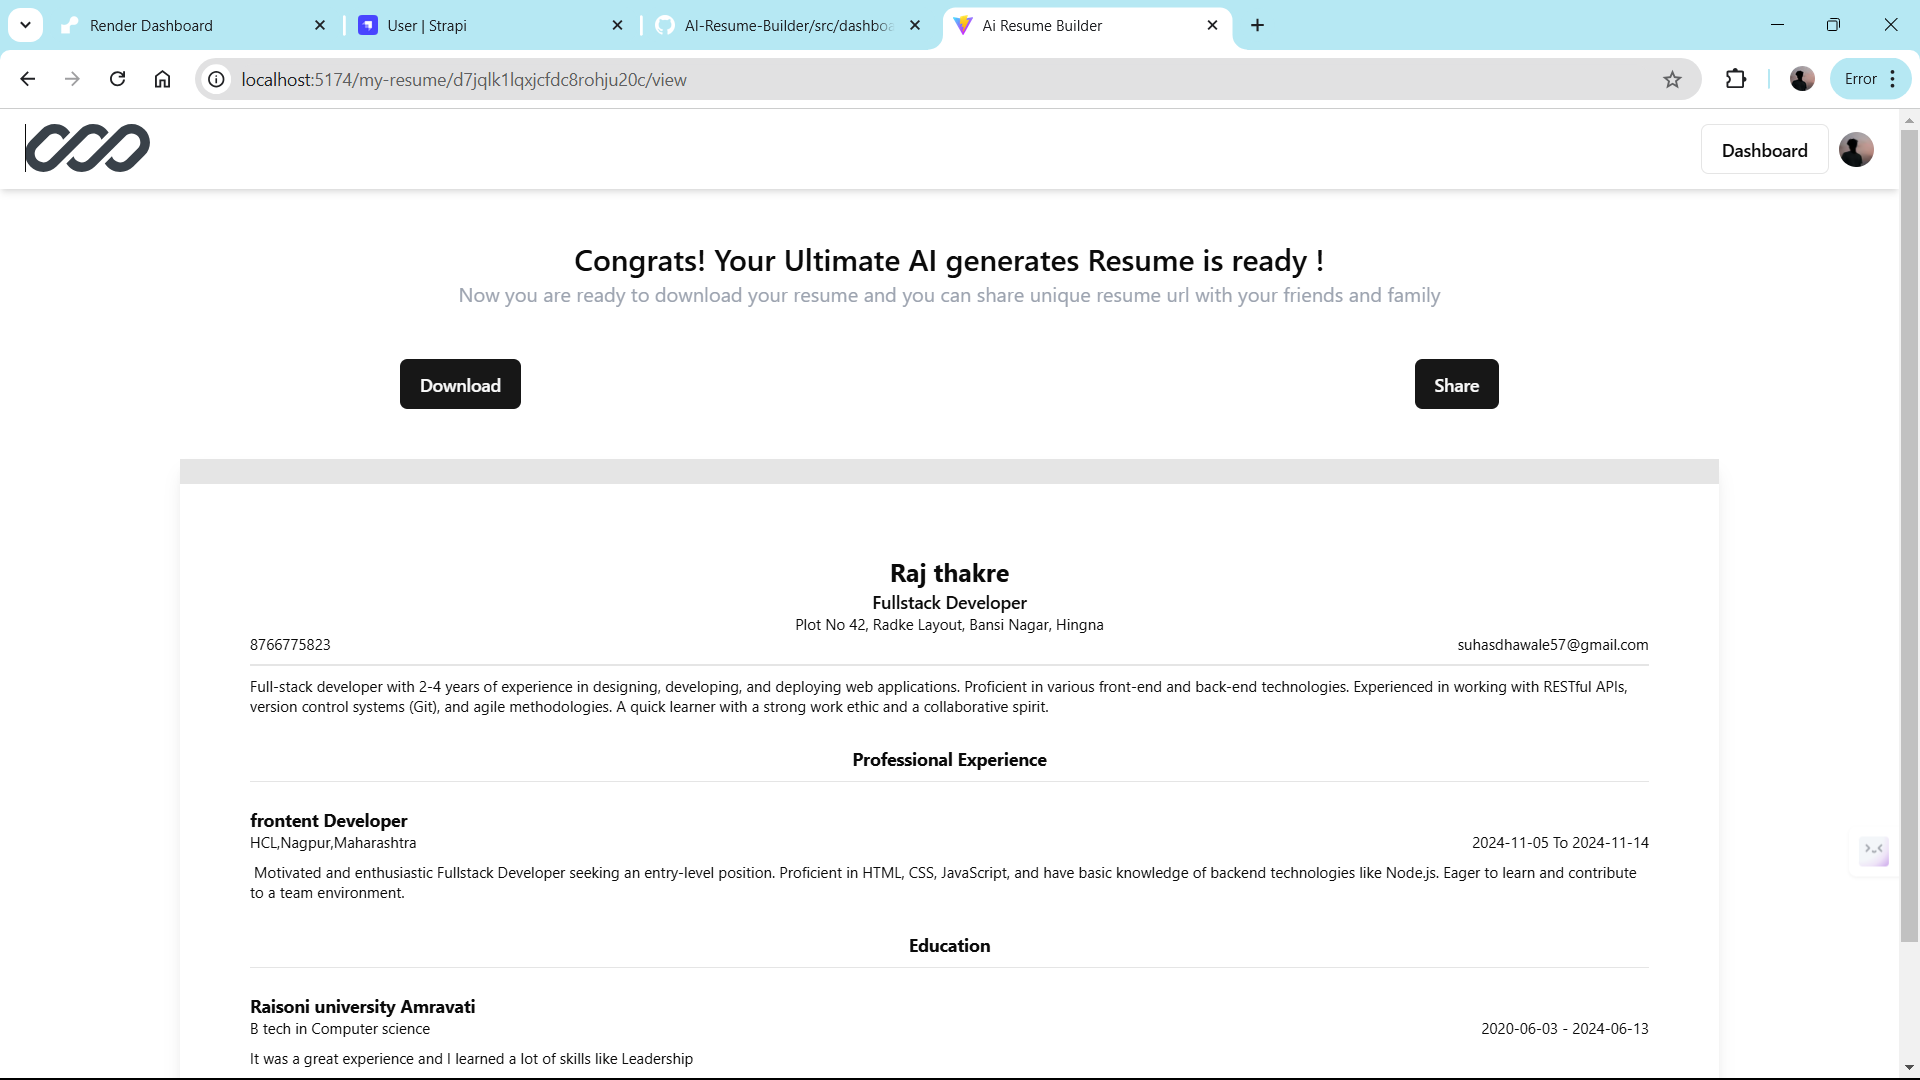 Render Dashboard
User | Strapi
AI-Resume-Builder/src/dashboa
Ai Resume Builder
localhost:5174/my-resume/d7jqlk1lqxjcfdc8rohju20c/view
Error
Dashboard
Congrats! Your Ultimate AI generates Resume is ready !
Now you are ready to download your resume and you can share unique resume url with your friends and family
Download
Share
Raj thakre
Fullstack Developer
Plot No 42, Radke Layout, Bansi Nagar, Hingna
8766775823
suhasdhawale57@gmail.com
Full-stack developer with 2-4 years of experience in designing, developing, and deploying web applications. Proficient in various front-end and back-end technologies. Experienced in working with RESTful APIs,
version control systems (Git), and agile methodologies. A quick learner with a strong work ethic and a collaborative spirit.
Professional Experience
frontent Developer
HCL,Nagpur,Maharashtra
2024-11-05 To 2024-11-14
Motivated and enthusiastic Fullstack Developer seeking an entry-level position. Proficient in HTML, CSS, JavaScript, and have basic knowledge of backend technologies like Node.js. Eager to learn and contribute
to a team environment.
Education
Raisoni university Amravati
B tech in Computer science
2020-06-03 - 2024-06-13
It was a great experience and I learned a lot of skills like Leadership